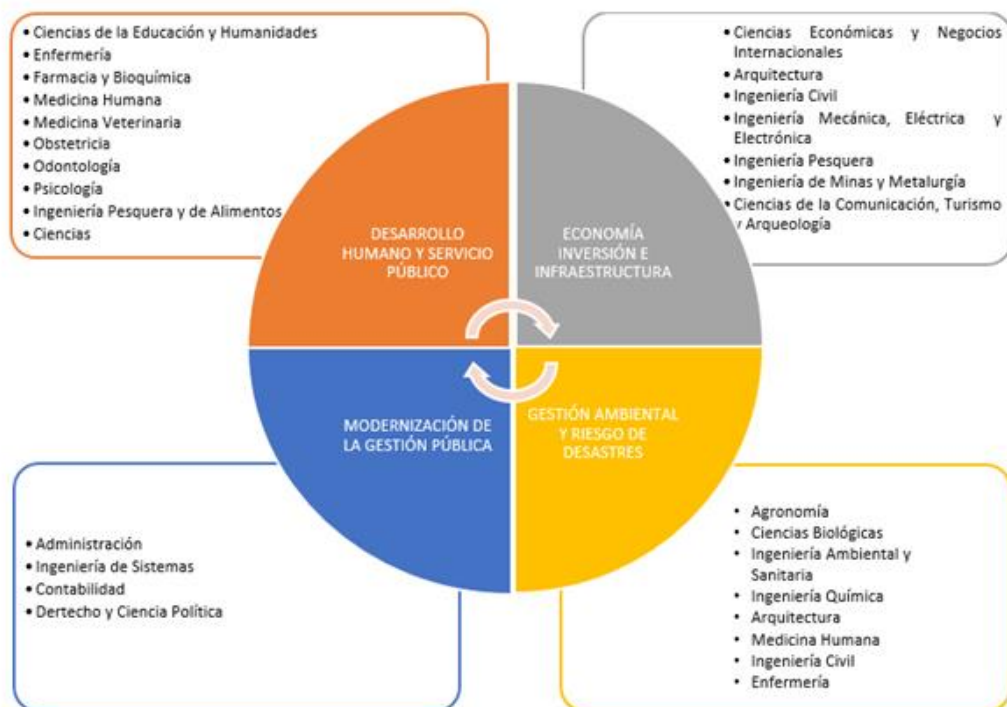 • Ciencias de la Educación y Humanidades
• Enfermería
• Farmacia y Bioquímica
• Medicina Humana
• Medicina Veterinaria
• Obstetricia
• Odontología
• Psicología
• Ingeniería Pesquera y de Alimentos
• Ciencias
• Ciencias Económicas y Negocios
Internacionales
• Arquitectura
• Ingeniería Civil
• Ingeniería Mecánica, Eléctrica y
Electrónica
• Ingeniería Pesquera
• Ingeniería de Minas y Metalurgía
• Ciencias de la Comunicación, Turismo
y Arqueología
DESARROLLO
HUMANO Y SERVICIO
PÚBLICO
ECONOMÍA
INVERSIÓN E
INFRAESTRUCTURA
MODERNIZACIÓN DE
LA GESTIÓN PÚBLICA
GESTIÓN AMBIENTAL
Y RIESGO DE
DESASTRES
• Administración
• Ingeniería de Sistemas
• Contabilidad
• Dertecho y Ciencia Política
• Agronomía
• Ciencias Biológicas
• Ingeniería Ambiental y
Sanitaria
• Ingeniería Química
• Arquitectura
• Medicina Humana
• Ingeniería Civil
• Enfermería